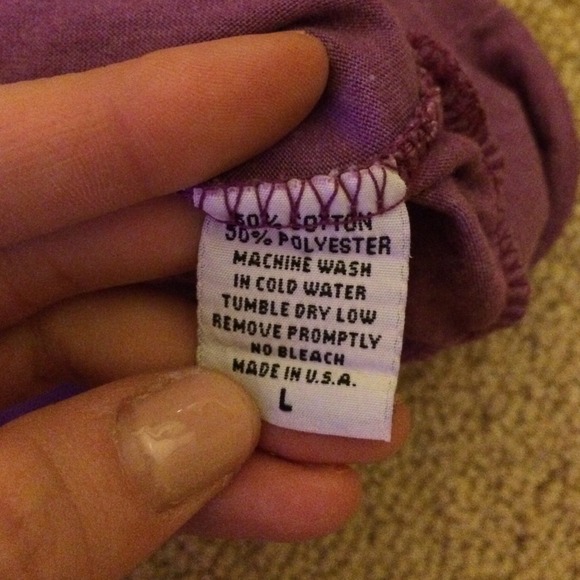 50% COTTON
50% POLYESTER
MACHINE WASH
IN COLD WATER
TUMBLE DRY LOW
REMOVE PROMPTLY
NO BLEACH
MADE IN U.S.A.
L